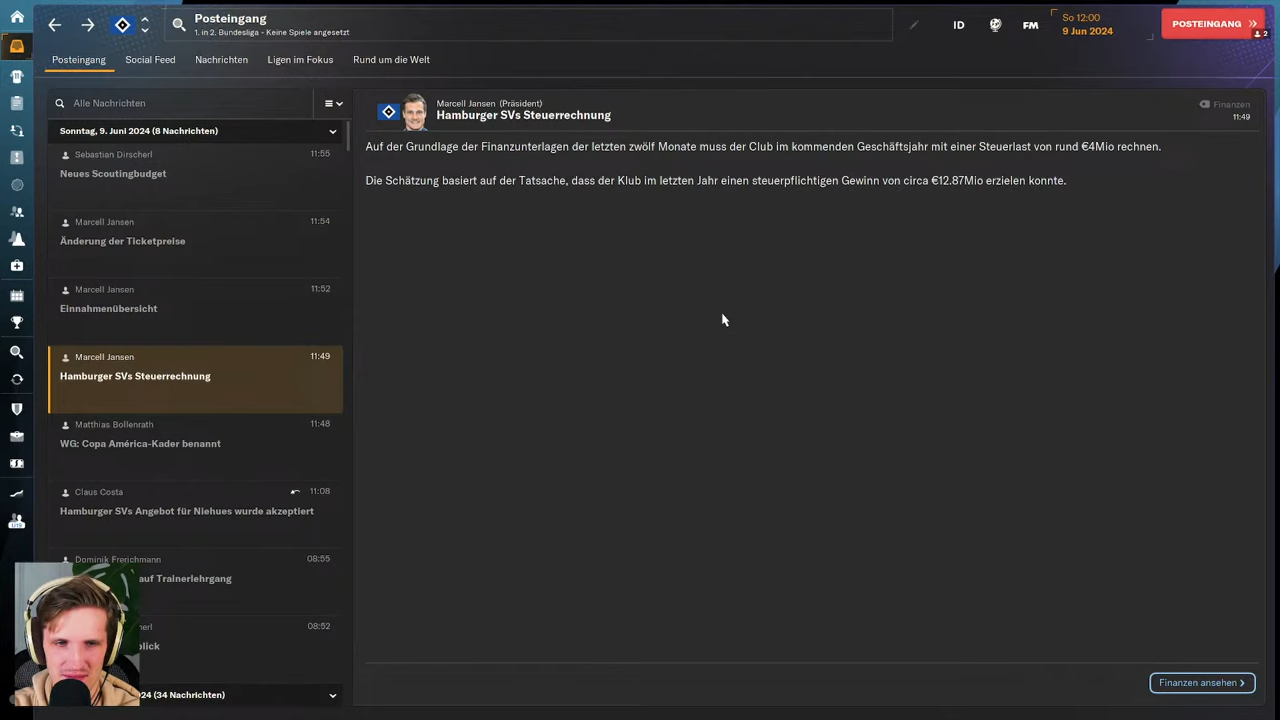 Posteingang
1. in 2. Bundesliga - Keine Spiele angesetzt
ID
FM
So 12:00
9 Jun 2024
POSTEINGANG
2
Posteingang
Social Feed
Nachrichten
Ligen im Fokus
Rund um die Welt
Alle Nachrichten
Sonntag, 9. Juni 2024 (8 Nachrichten)
Sebastian Dirscherl 11:55
Neues Scoutingbudget
Marcell Jansen 11:54
Änderung der Ticketpreise
Marcell Jansen 11:52
Einnahmenübersicht
Marcell Jansen 11:49
Hamburger SVs Steuerrechnung
Matthias Bollenrath 11:48
WG: Copa América-Kader benannt
Claus Costa 11:08
Hamburger SVs Angebot für Niehues wurde akzeptiert
Dominik Frerichmann 08:55
auf Trainerlehrgang
08:52
2024 (34 Nachrichten)
Marcell Jansen (Präsident)
Hamburger SVs Steuerrechnung
Finanzen
11:49
Auf der Grundlage der Finanzunterlagen der letzten zwölf Monate muss der Club im kommenden Geschäftsjahr mit einer Steuerlast von rund €4Mio rechnen.
Die Schätzung basiert auf der Tatsache, dass der Klub im letzten Jahr einen steuerpflichtigen Gewinn von circa €12.87Mio erzielen konnte.
Finanzen ansehen